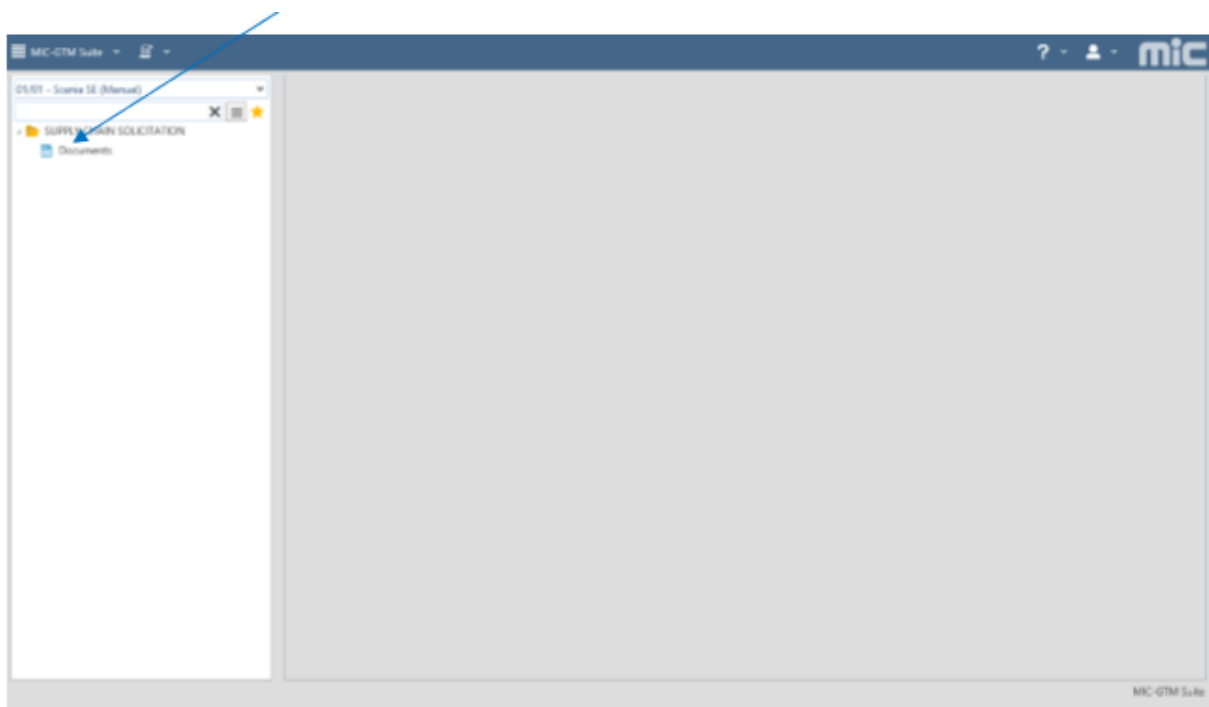 MIC-GTM Suite
? mic
01/01 - Scania SE (Manual)
SUPPLY CHAIN SOLICITATION
Documents
MIC-GTM Suite